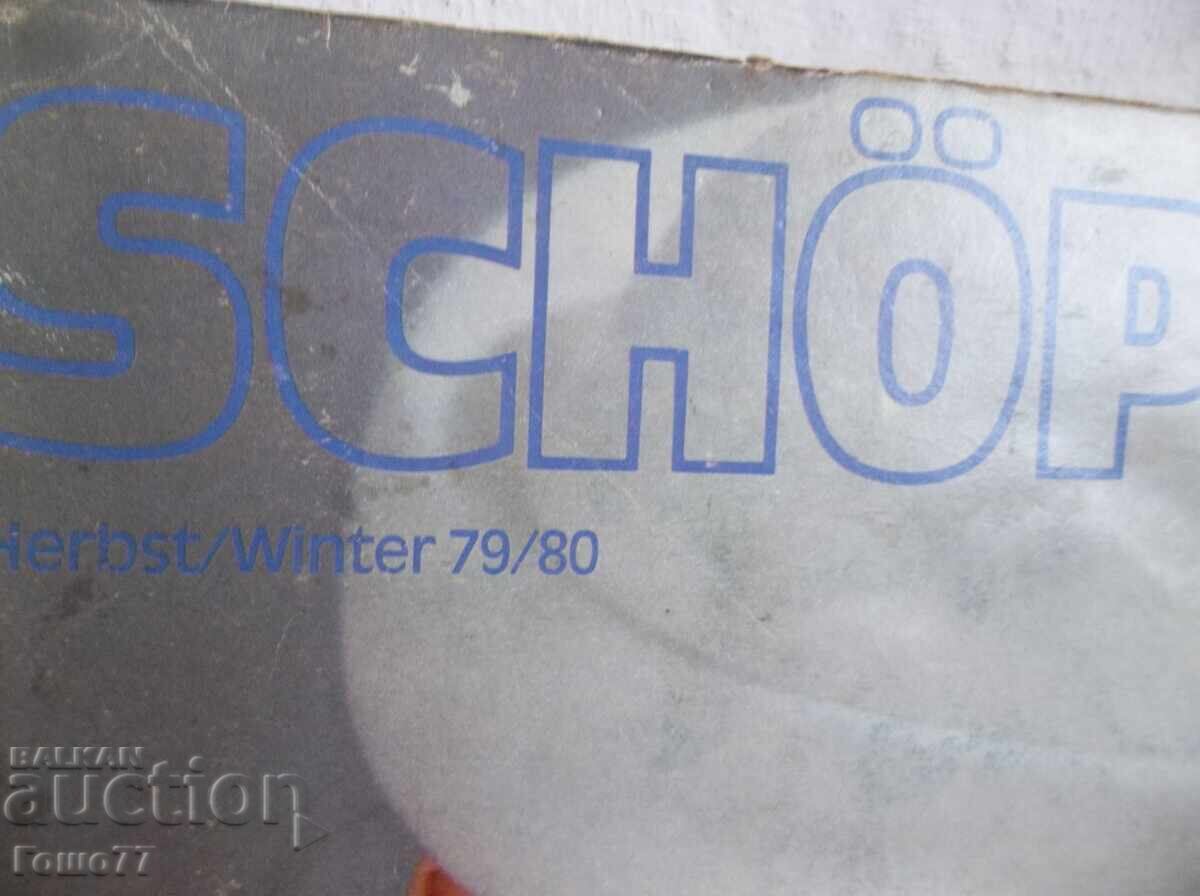 SCHÖP
Herbst/Winter 79/80
BALKAN
auction
Гошо77